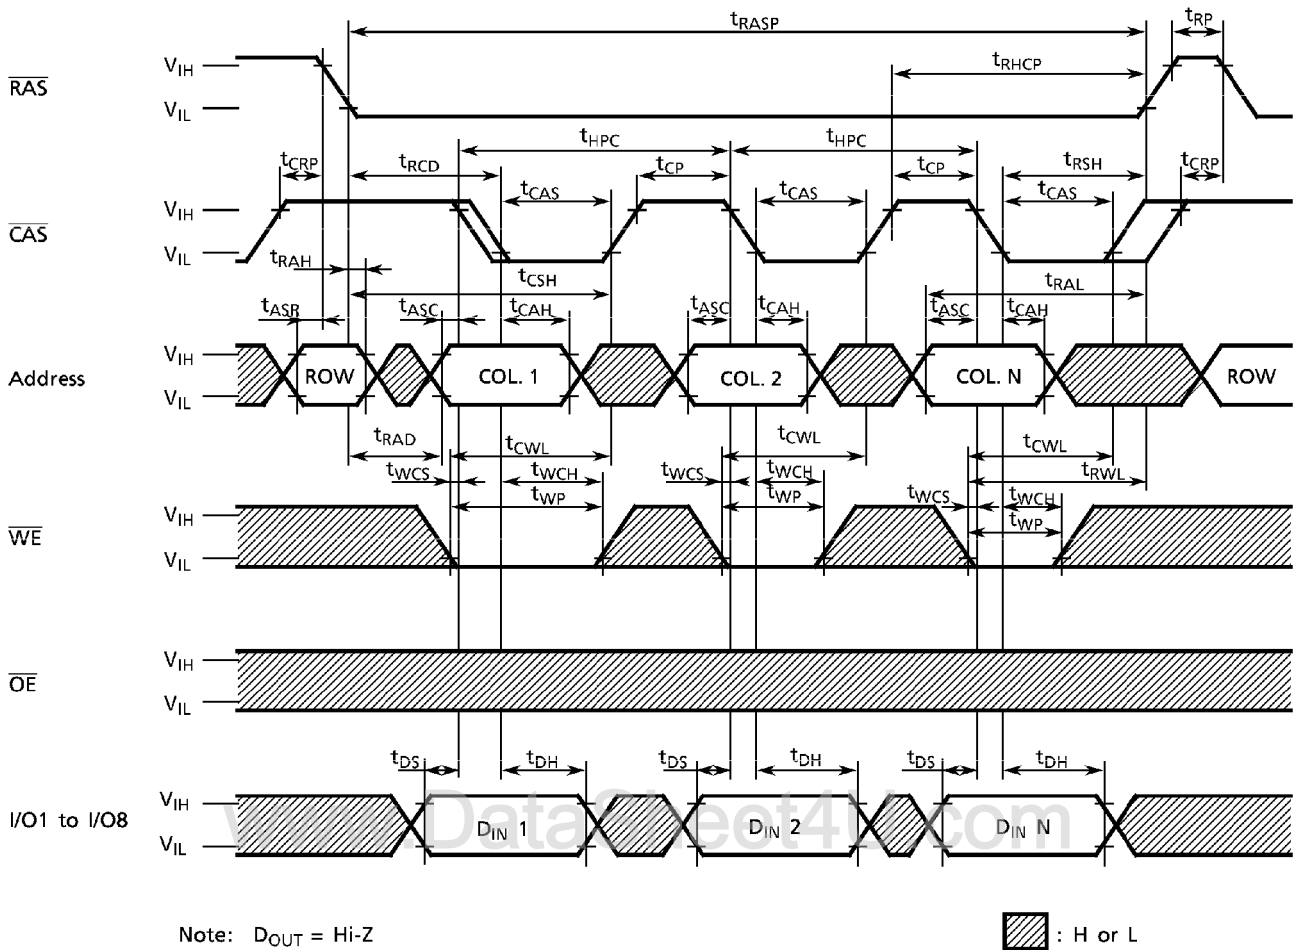 tRASP tRP
RAS VIH tRHCP
VIL
tHPC tHPC
tCRP tRCD tCP tCP tRSH tCRP
tCAS tCAS tCAS
CAS VIH
VIL
tRAH tCSH tRAL
tASR tASC tCAH tASC tCAH tASC tCAH
VIH
Address ROW COL. 1 COL. 2 COL. N ROW
VIL
tRAD tCWL tCWL tCWL
tWCS tWCH tWCS tWCH tRWL
tWP tWP tWCS tWCH
tWP
WE VIH
VIL
OE VIH
VIL
tDS tDH tDS tDH tDS tDH
VIH
I/O1 to I/O8 DIN 1 DIN 2 DIN N
VIL
www.DataSheet4U.com
Note: DOUT = Hi-Z : H or L